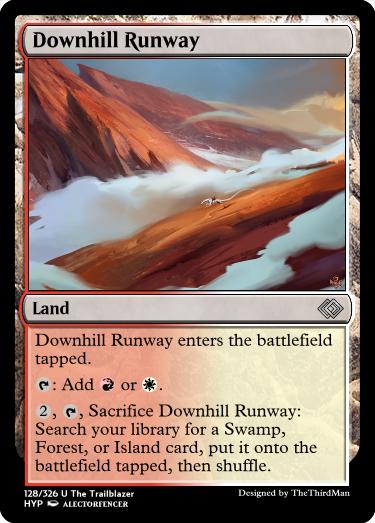 Downhill Runway
Land
Downhill Runway enters the battlefield
tapped.
: Add or .
2, , Sacrifice Downhill Runway:
Search your library for a Swamp,
Forest, or Island card, put it onto the
battlefield tapped, then shuffle.
128/326 U The Trailblazer
Designed by TheThirdMan
HYP ALECTORFENCER